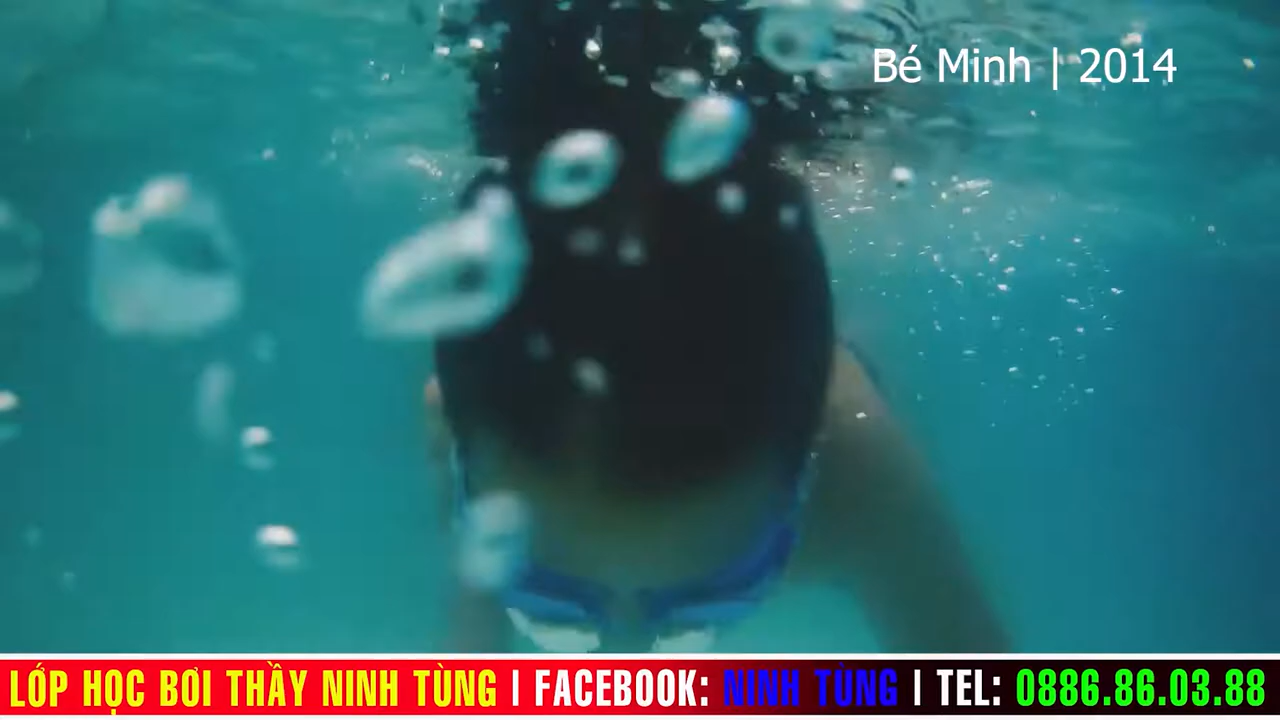 Bé Minh | 2014
LỚP HỌC BƠI THẦY NINH TÙNG I FACEBOOK: NINH TÙNG I TEL: 0886.86.03.88